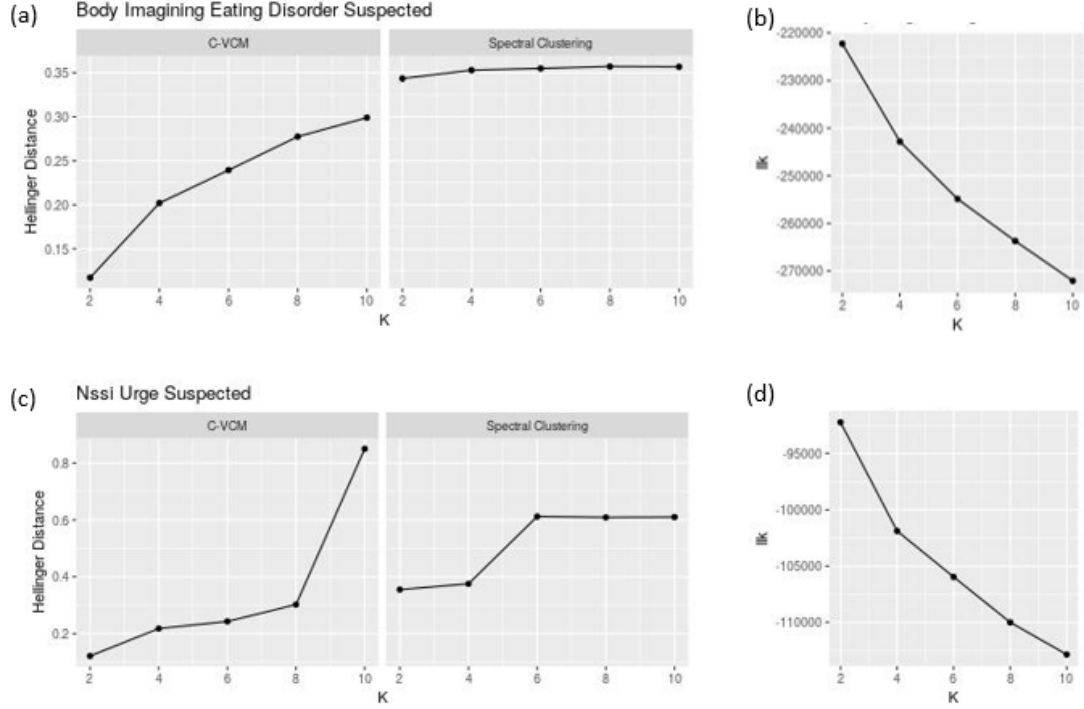 (a)
Body Imagining Eating Disorder Suspected
C-VCM
Spectral Clustering
Hellinger Distance
0.35
0.30
0.25
0.20
0.15
2 4 6 8 10
2 4 6 8 10
K
(b)
llk
-220000
-230000
-240000
-250000
-260000
-270000
2 4 6 8 10
K
(c)
Nssi Urge Suspected
C-VCM
Spectral Clustering
Hellinger Distance
0.8
0.6
0.4
0.2
2 4 6 8 10
2 4 6 8 10
K
(d)
llk
-95000
-100000
-105000
-110000
2 4 6 8 10
K